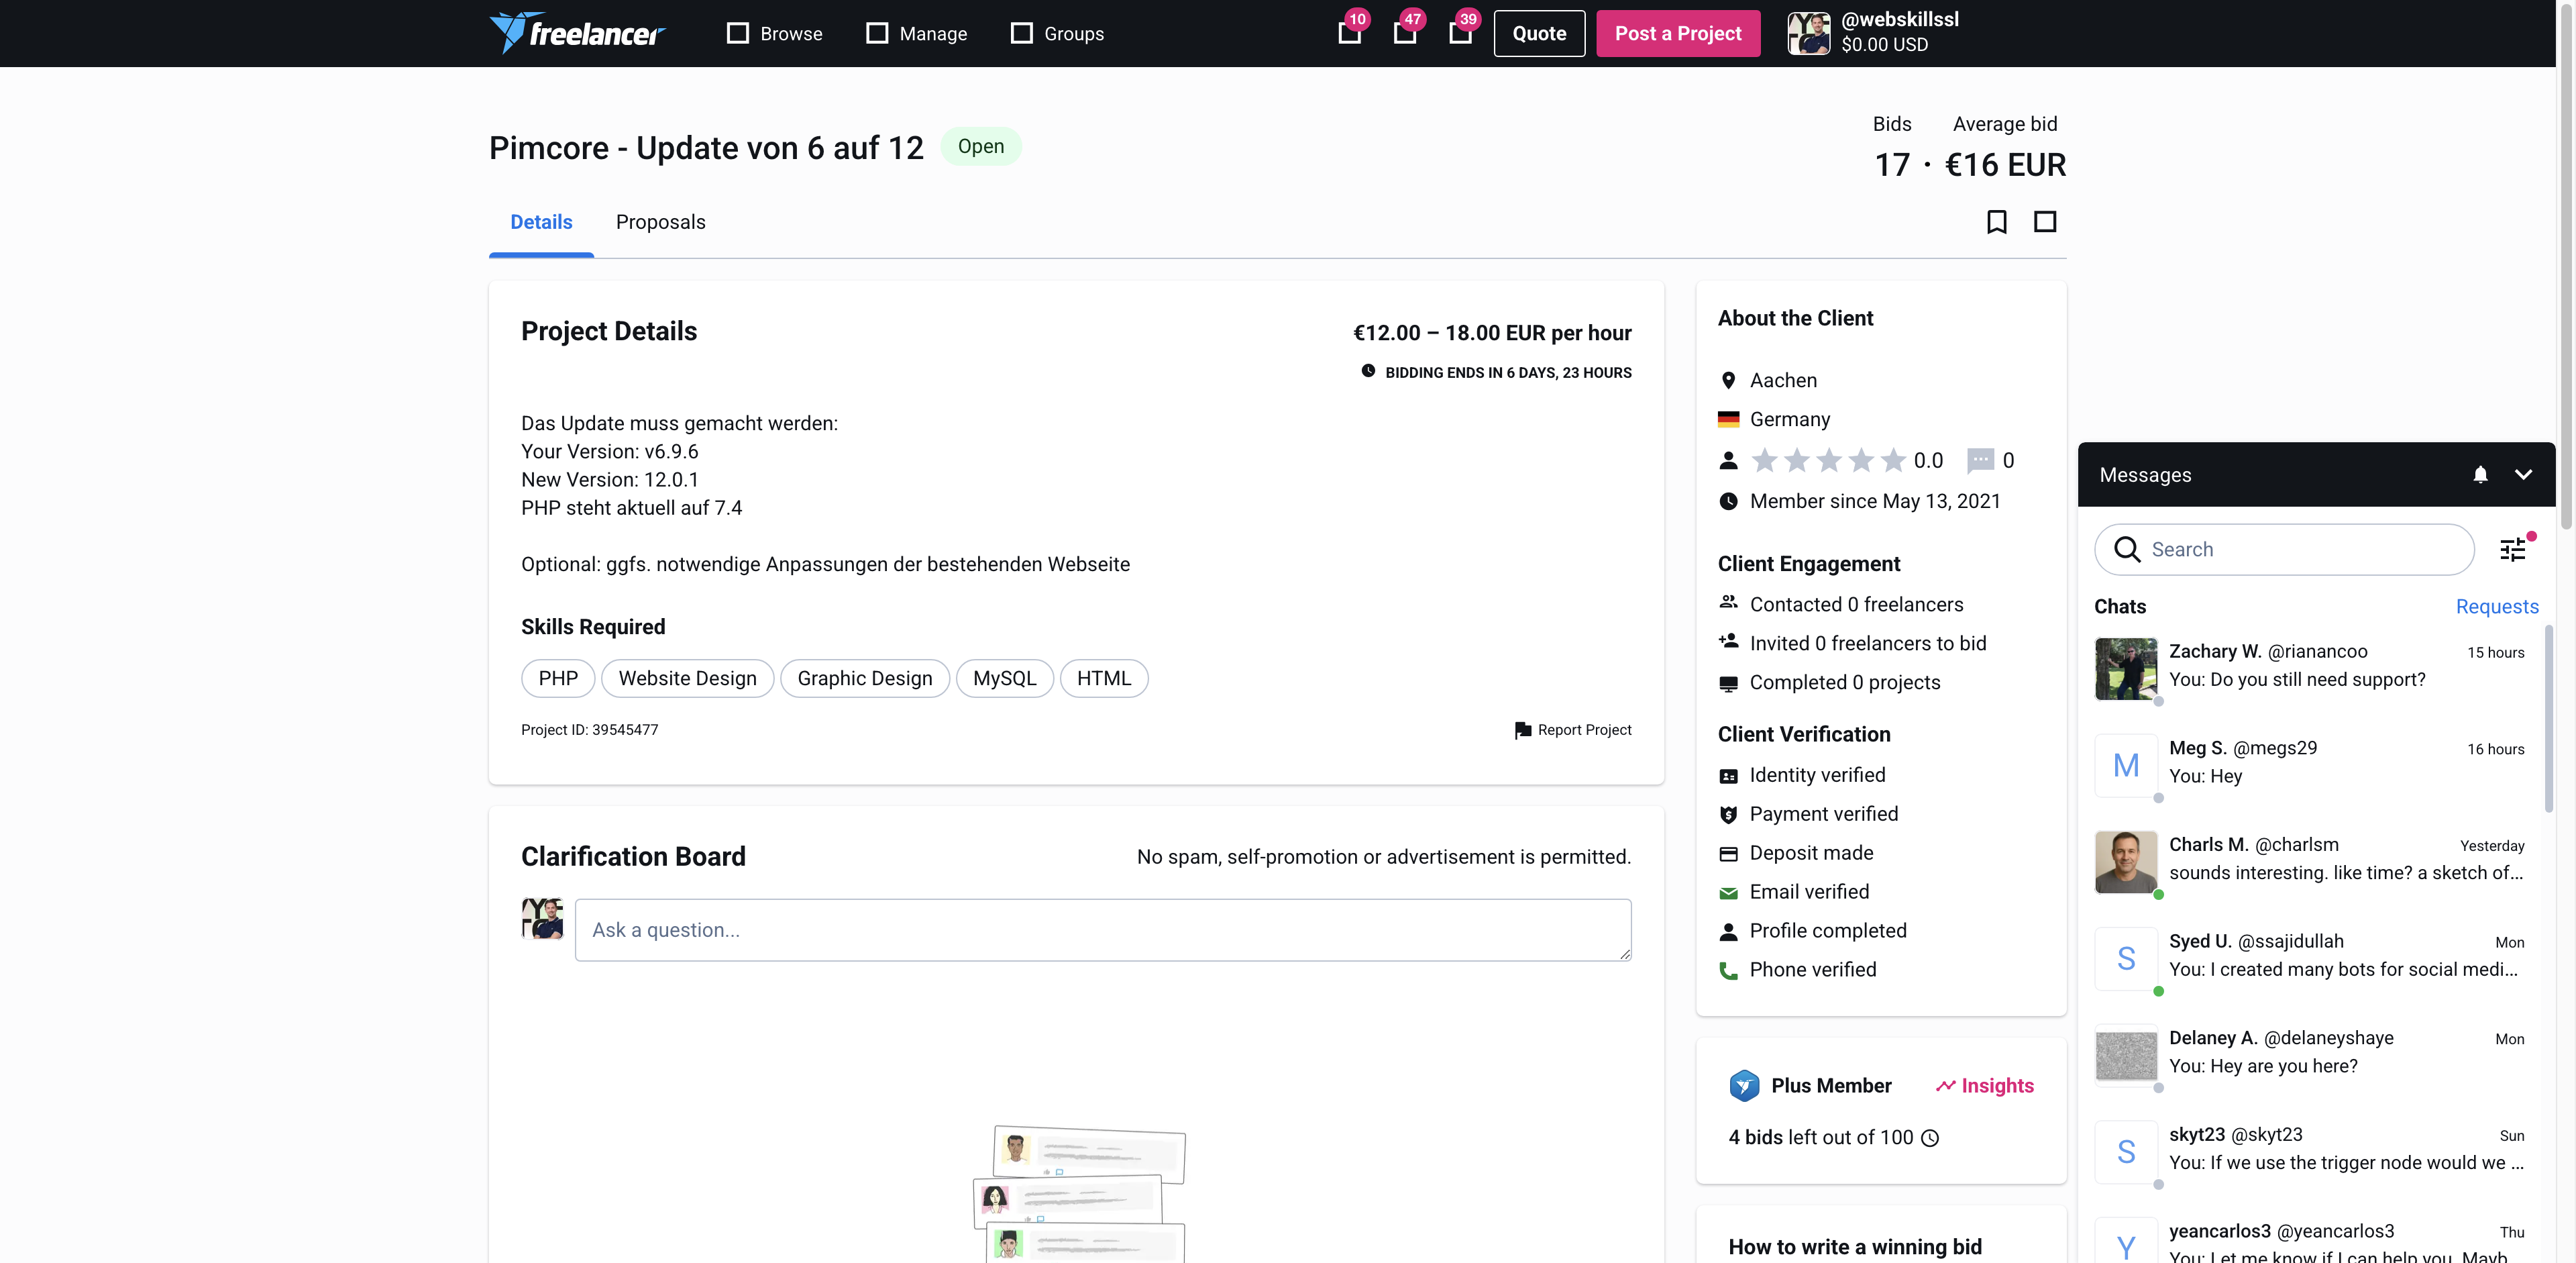 freelancer
Browse
Manage
Groups
10
47
39
Quote
Post a Project
@webskillssl
$0.00 USD
Pimcore - Update von 6 auf 12
Open
Bids
Average bid
17 · €16 EUR
Details
Proposals
Project Details
€12.00 – 18.00 EUR per hour
BIDDING ENDS IN 6 DAYS, 23 HOURS
Das Update muss gemacht werden:
Your Version: v6.9.6
New Version: 12.0.1
PHP steht aktuell auf 7.4
Optional: ggfs. notwendige Anpassungen der bestehenden Webseite
Skills Required
PHP
Website Design
Graphic Design
MySQL
HTML
Project ID: 39545477
Report Project
Clarification Board
No spam, self-promotion or advertisement is permitted.
Ask a question...
About the Client
Aachen
Germany
0.0
0
Member since May 13, 2021
Client Engagement
Contacted 0 freelancers
Invited 0 freelancers to bid
Completed 0 projects
Client Verification
Identity verified
Payment verified
Deposit made
Email verified
Profile completed
Phone verified
Plus Member
Insights
4 bids left out of 100
How to write a winning bid
Messages
Search
Chats
Requests
Zachary W. @rianancoo
15 hours
You: Do you still need support?
M
Meg S. @megs29
16 hours
You: Hey
Charls M. @charlsm
Yesterday
sounds interesting. like time? a sketch of...
S
Syed U. @ssajidullah
Mon
You: I created many bots for social medi...
Delaney A. @delaneyshaye
Mon
You: Hey are you here?
S
skyt23 @skyt23
Sun
You: If we use the trigger node would we ...
Y
yeancarlos3 @yeancarlos3
Thu
You: Let me know if I can help you. Mayb